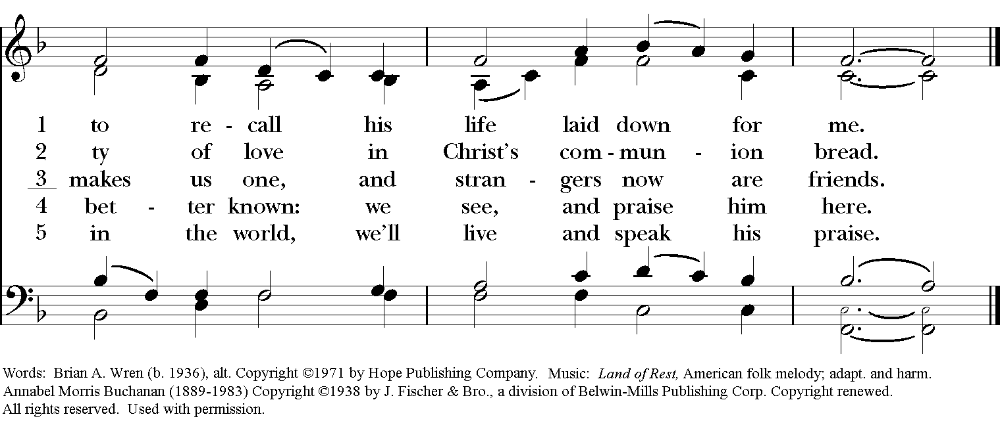 1 to re - call his life laid down for me.
2 ty of love in Christ's com - mun - ion bread.
3 makes us one, and stran - gers now are friends.
4 bet - ter known: we see, and praise him here.
5 in the world, we'll live and speak his praise.
Words: Brian A. Wren (b. 1936), alt. Copyright ©1971 by Hope Publishing Company. Music: Land of Rest, American folk melody; adapt. and harm.
Annabel Morris Buchanan (1889-1983) Copyright ©1938 by J. Fischer & Bro., a division of Belwin-Mills Publishing Corp. Copyright renewed.
All rights reserved. Used with permission.